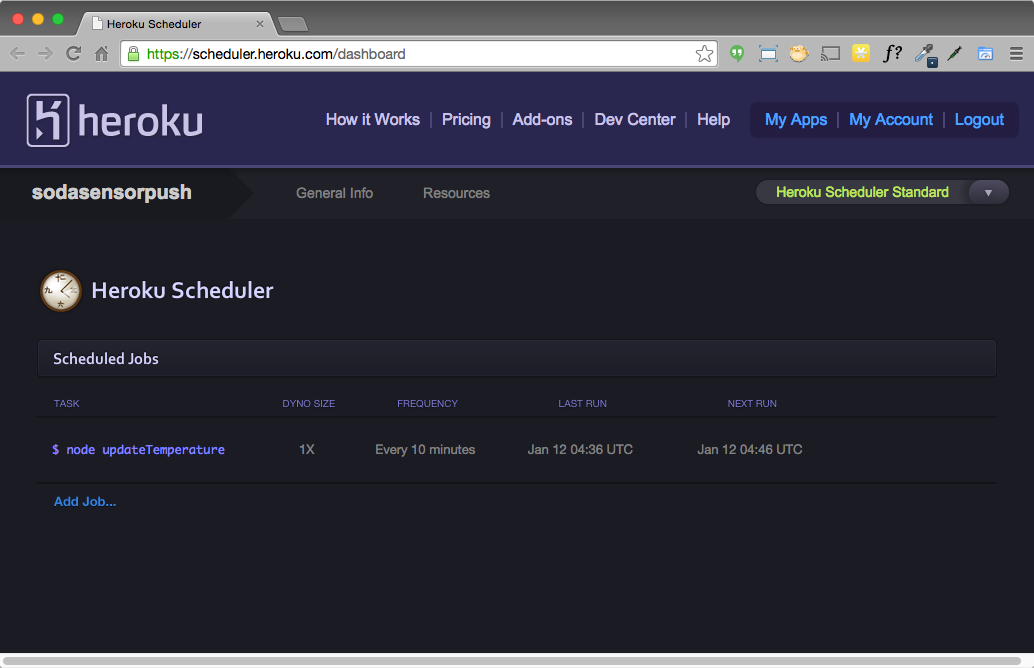 Heroku Scheduler
https://scheduler.heroku.com/dashboard
f?
heroku
How it Works Pricing Add-ons Dev Center Help My Apps My Account Logout
sodasensorpush General Info Resources Heroku Scheduler Standard
Heroku Scheduler
Scheduled Jobs
TASK DYNO SIZE FREQUENCY LAST RUN NEXT RUN
$ node updateTemperature 1X Every 10 minutes Jan 12 04:36 UTC Jan 12 04:46 UTC
Add Job...